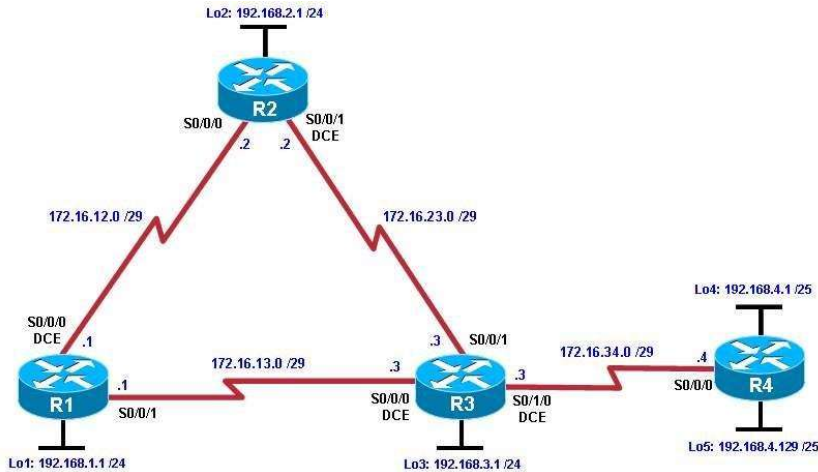 Lo2: 192.168.2.1 /24
R2
S0/0/0
S0/0/1
DCE
.2
.2
172.16.12.0 /29
172.16.23.0 /29
Lo4: 192.168.4.1 /25
S0/0/0
DCE
.1
.3
S0/0/1
172.16.13.0 /29
172.16.34.0 /29
.1
.3
.3
.4
R1
S0/0/1
S0/0/0
DCE
R3
S0/1/0
DCE
S0/0/0
R4
Lo1: 192.168.1.1 /24
Lo3: 192.168.3.1 /24
Lo5: 192.168.4.129 /25